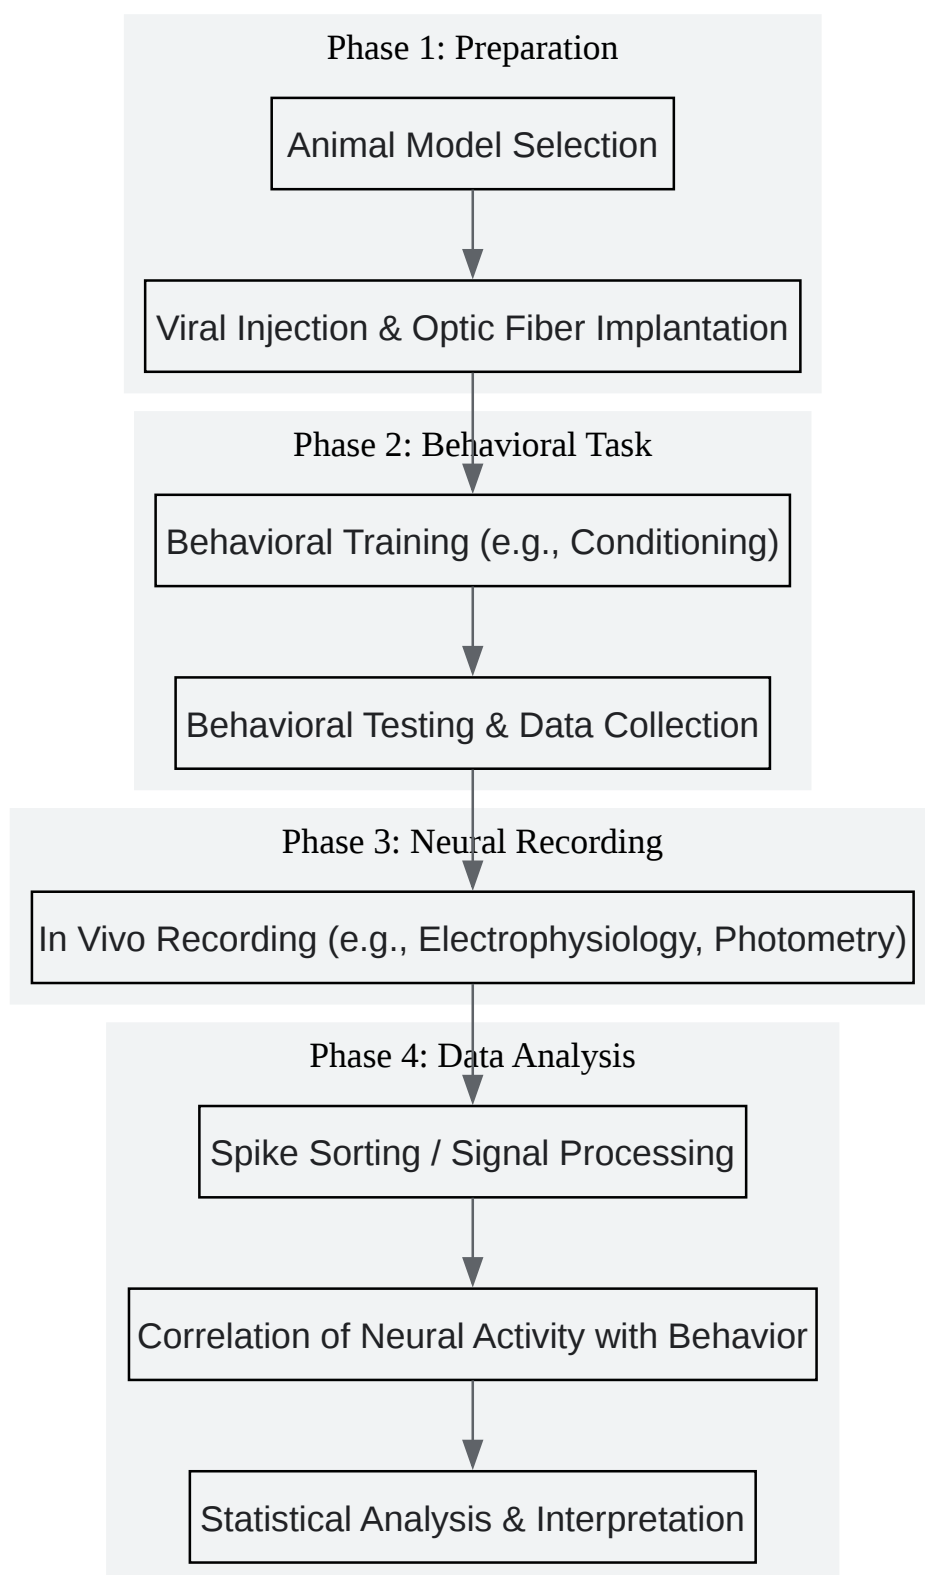 Phase 1: Preparation
Animal Model Selection
Viral Injection & Optic Fiber Implantation
Phase 2: Behavioral Task
Behavioral Training (e.g., Conditioning)
Behavioral Testing & Data Collection
Phase 3: Neural Recording
In Vivo Recording (e.g., Electrophysiology, Photometry)
Phase 4: Data Analysis
Spike Sorting / Signal Processing
Correlation of Neural Activity with Behavior
Statistical Analysis & Interpretation